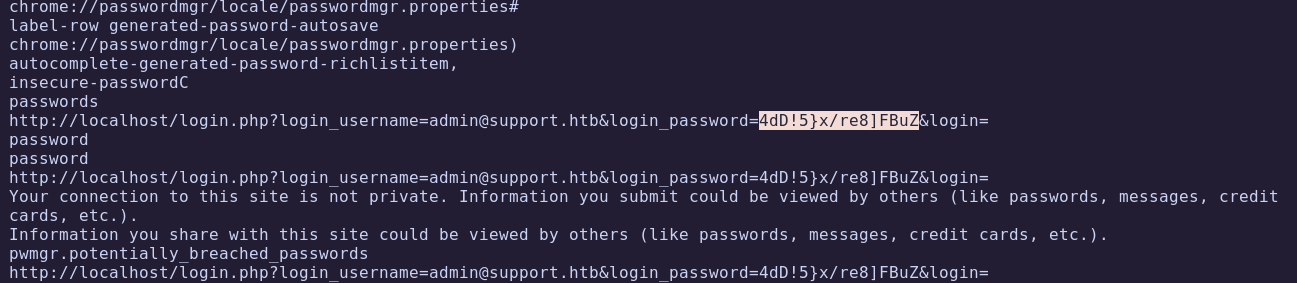 chrome://passwordmgr/locale/passwordmgr.properties#
label-row generated-password-autosave
chrome://passwordmgr/locale/passwordmgr.properties)
autocomplete-generated-password-richlistitem,
insecure-passwordC
passwords
http://localhost/login.php?login_username=admin@support.htb&login_password=4dD!5}x/re8]FBuZ&login=
password
password
http://localhost/login.php?login_username=admin@support.htb&login_password=4dD!5}x/re8]FBuZ&login=
Your connection to this site is not private. Information you submit could be viewed by others (like passwords, messages, credit
cards, etc.).
Information you share with this site could be viewed by others (like passwords, messages, credit cards, etc.).
pwmgr.potentially_breached_passwords
http://localhost/login.php?login_username=admin@support.htb&login_password=4dD!5}x/re8]FBuZ&login=